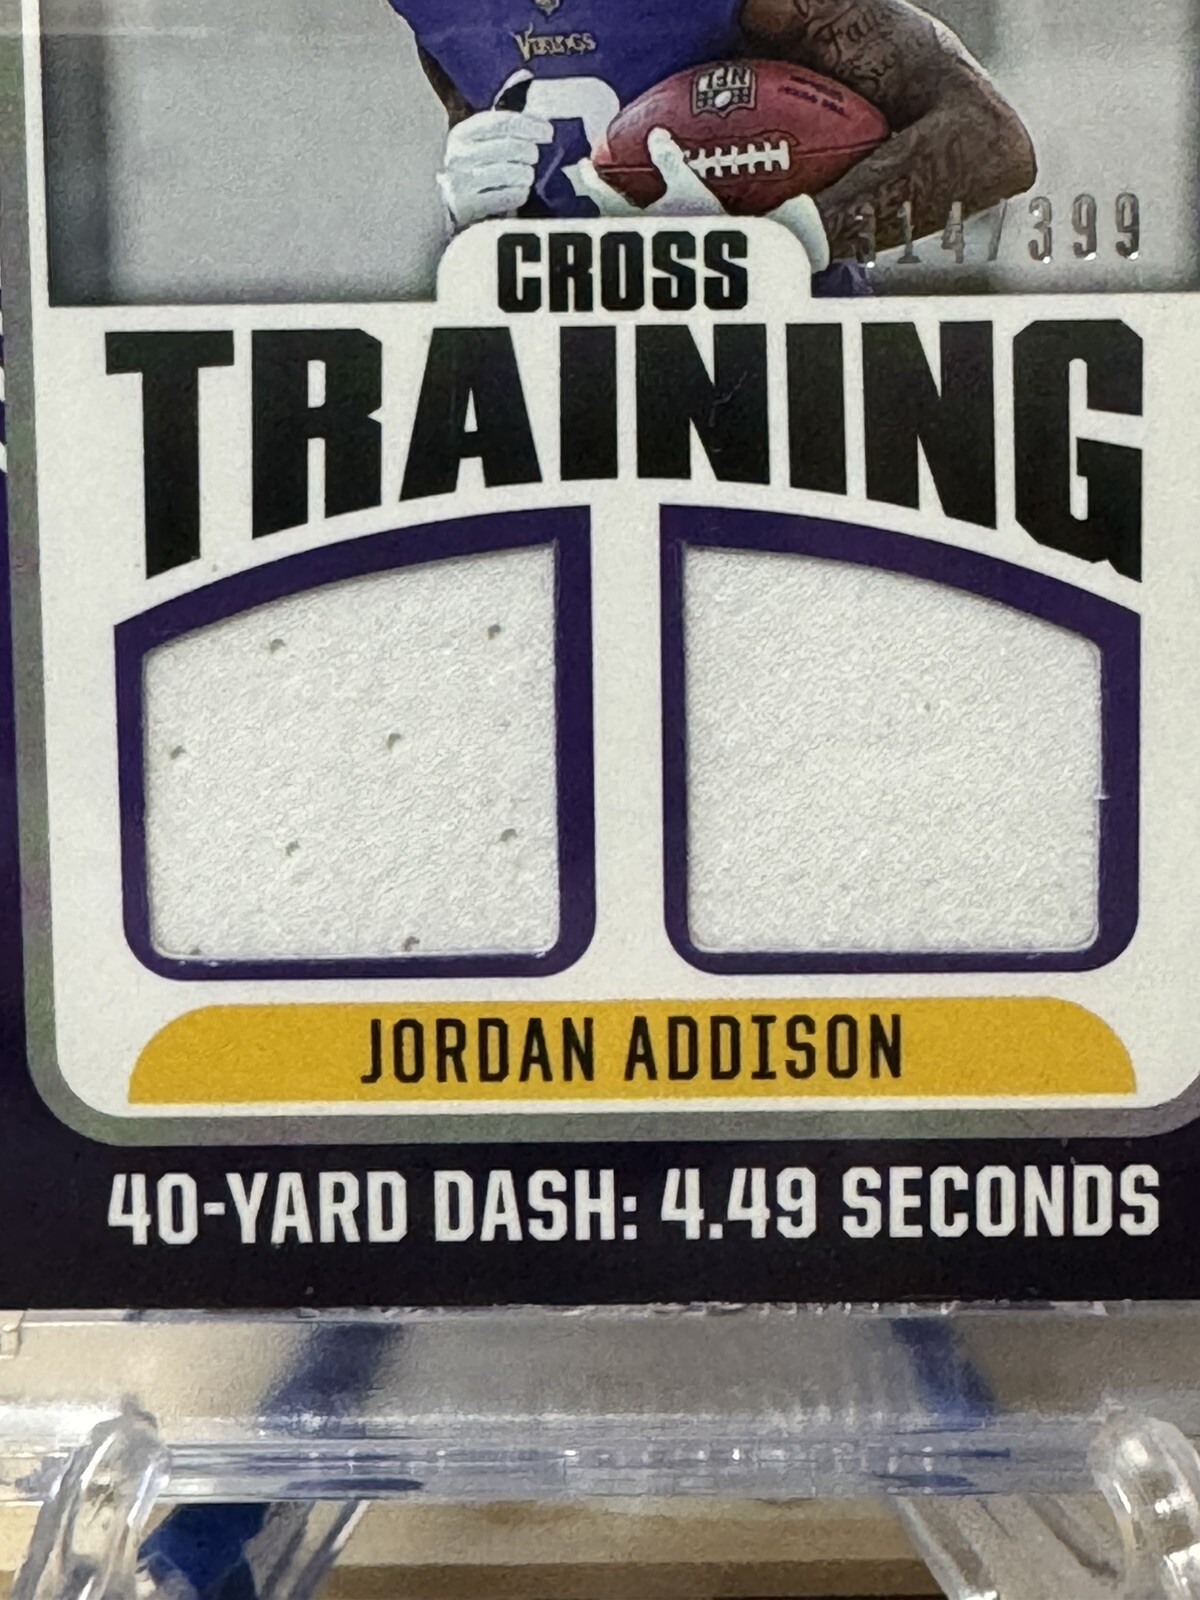 VIKINGS
NFL
314/399
CROSS
TRAINING
JORDAN ADDISON
40-YARD DASH: 4.49 SECONDS